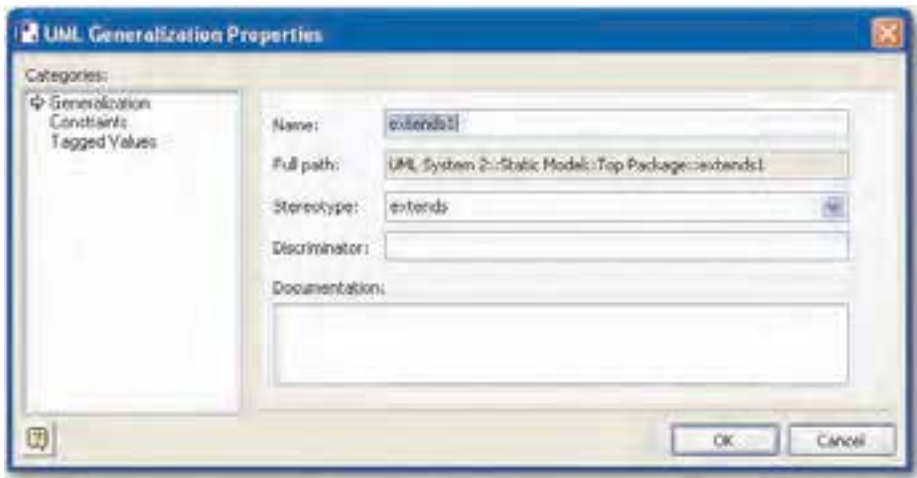 UML Generalization Properties
Categories:
Generalization
Constraints
Tagged Values
Name: extends1
Full path: UML System 2::Static Model::Top Package::extends1
Stereotype: extends
Discriminator:
Documentation:
OK Cancel